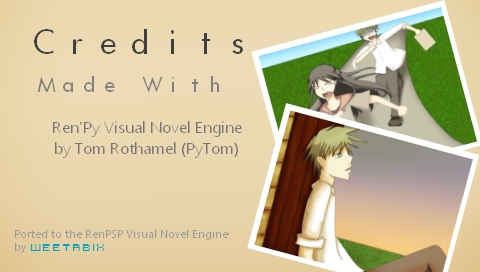 Credits
Made With
Ren'Py Visual Novel Engine
by Tom Rothamel (PyTom)
Ported to the RenPSP Visual Novel Engine
by WEETABIX